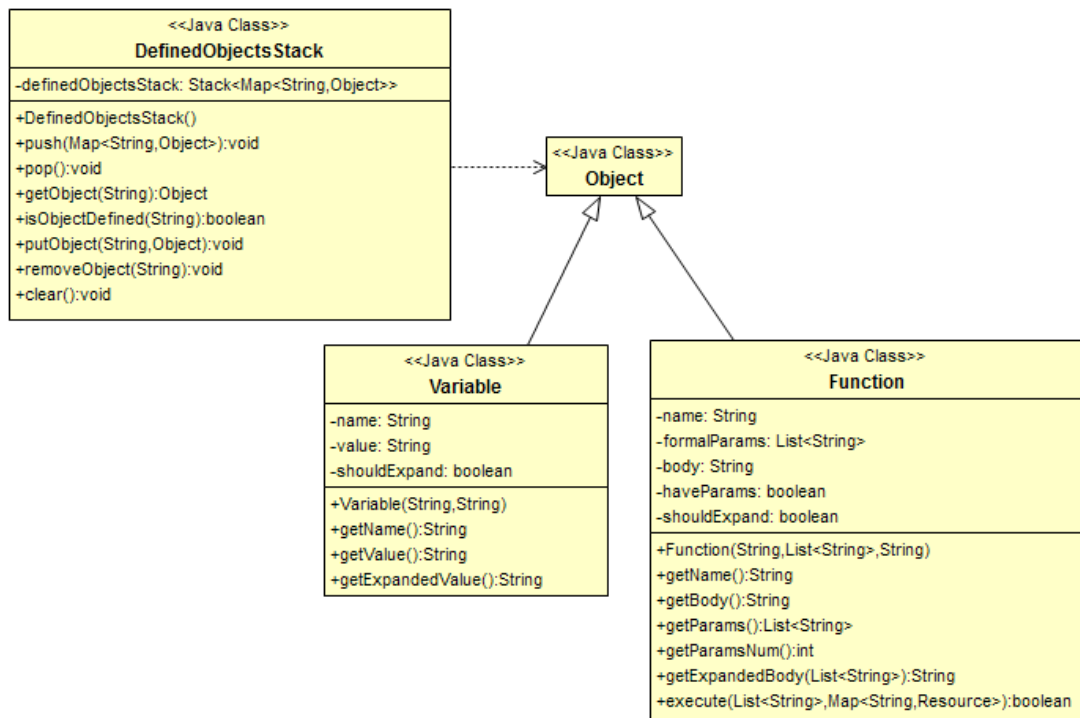 <<Java Class>>
DefinedObjectsStack
-definedObjectsStack: Stack<Map<String,Object>>
+DefinedObjectsStack()
+push(Map<String,Object>):void
+pop():void
+getObject(String):Object
+isObjectDefined(String):boolean
+putObject(String,Object):void
+removeObject(String):void
+clear():void
<<Java Class>>
Object
<<Java Class>>
Variable
-name: String
-value: String
-shouldExpand: boolean
+Variable(String,String)
+getName():String
+getValue():String
+getExpandedValue():String
<<Java Class>>
Function
-name: String
-formalParams: List<String>
-body: String
-haveParams: boolean
-shouldExpand: boolean
+Function(String,List<String>,String)
+getName():String
+getBody():String
+getParams():List<String>
+getParamsNum():int
+getExpandedBody(List<String>):String
+execute(List<String>,Map<String,Resource>):boolean